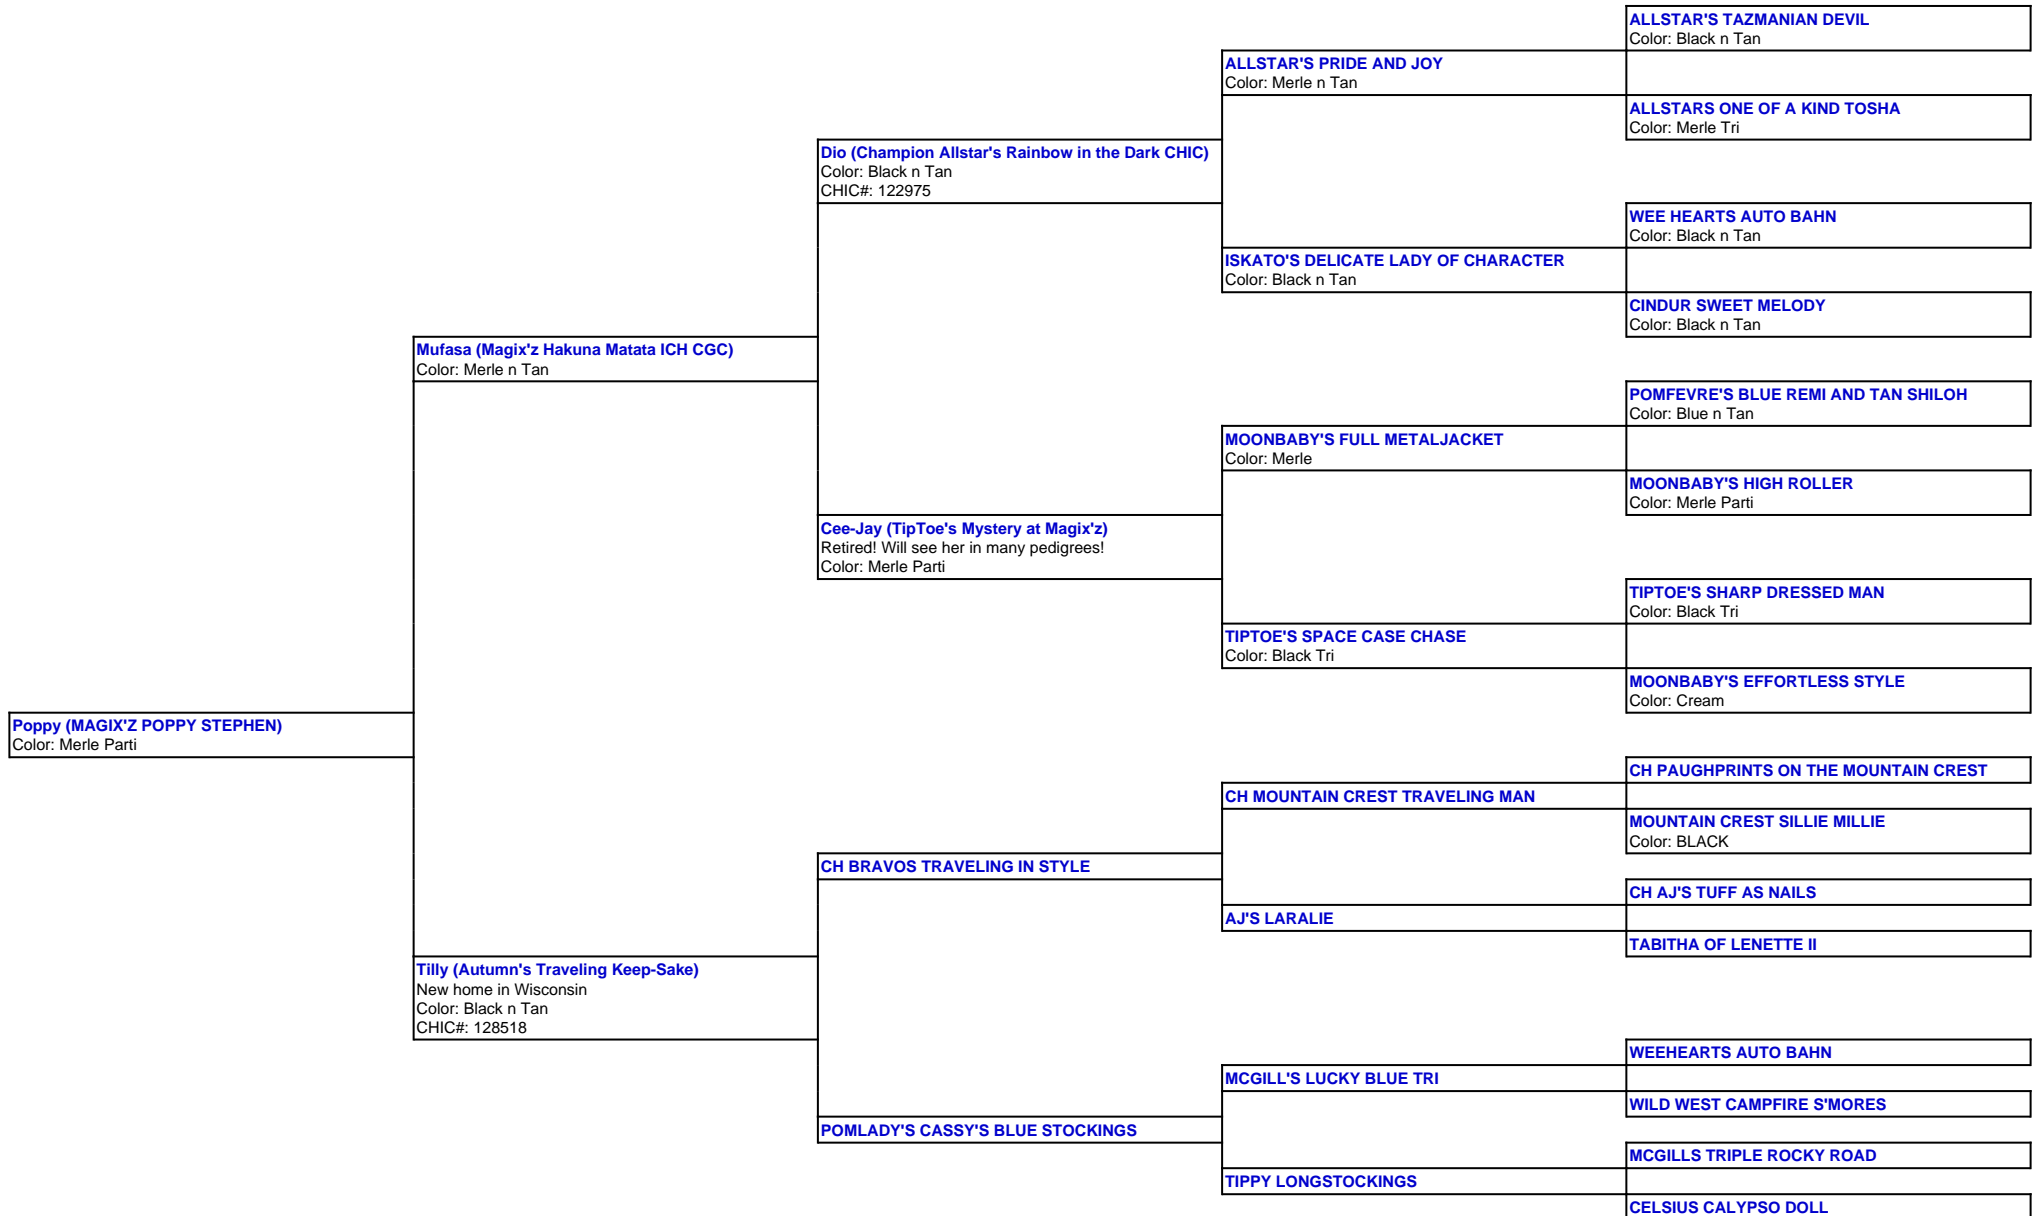 ALLSTAR'S TAZMANIAN DEVIL
Color: Black n Tan
ALLSTAR'S PRIDE AND JOY
Color: Merle n Tan
ALLSTARS ONE OF A KIND TOSHA
Color: Merle Tri
Dio (Champion Allstar's Rainbow in the Dark CHIC)
Color: Black n Tan
CHIC#: 122975
WEE HEARTS AUTO BAHN
Color: Black n Tan
ISKATO'S DELICATE LADY OF CHARACTER
Color: Black n Tan
CINDUR SWEET MELODY
Color: Black n Tan
Mufasa (Magix'z Hakuna Matata ICH CGC)
Color: Merle n Tan
POMFEVRE'S BLUE REMI AND TAN SHILOH
Color: Blue n Tan
MOONBABY'S FULL METALJACKET
Color: Merle
MOONBABY'S HIGH ROLLER
Color: Merle Parti
Cee-Jay (TipToe's Mystery at Magix'z)
Retired! Will see her in many pedigrees!
Color: Merle Parti
TIPTOE'S SHARP DRESSED MAN
Color: Black Tri
TIPTOE'S SPACE CASE CHASE
Color: Black Tri
MOONBABY'S EFFORTLESS STYLE
Color: Cream
Poppy (MAGIX'Z POPPY STEPHEN)
Color: Merle Parti
CH PAUGHPRINTS ON THE MOUNTAIN CREST
CH MOUNTAIN CREST TRAVELING MAN
MOUNTAIN CREST SILLIE MILLIE
Color: BLACK
CH BRAVOS TRAVELING IN STYLE
CH AJ'S TUFF AS NAILS
AJ'S LARALIE
TABITHA OF LENETTE II
Tilly (Autumn's Traveling Keep-Sake)
New home in Wisconsin
Color: Black n Tan
CHIC#: 128518
WEEHEARTS AUTO BAHN
MCGILL'S LUCKY BLUE TRI
WILD WEST CAMPFIRE S'MORES
POMLADY'S CASSY'S BLUE STOCKINGS
MCGILLS TRIPLE ROCKY ROAD
TIPPY LONGSTOCKINGS
CELSIUS CALYPSO DOLL